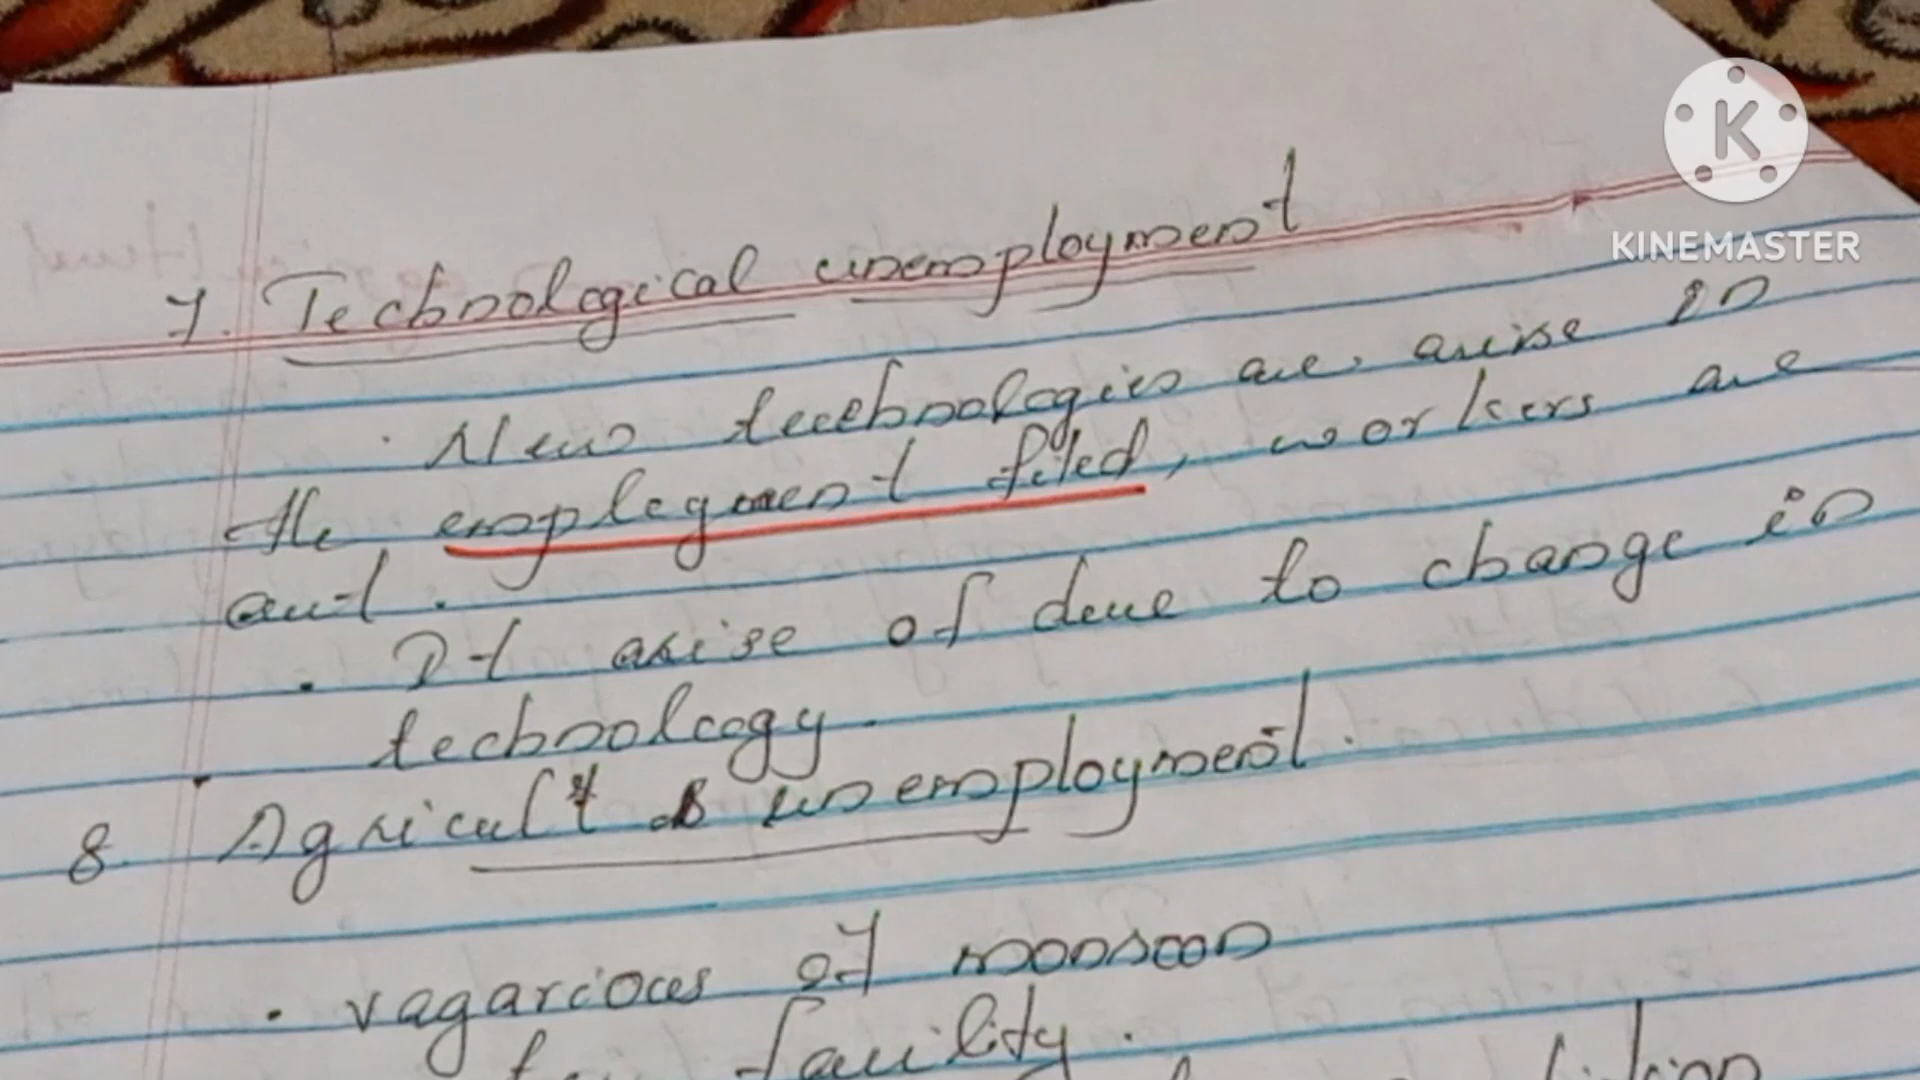 7. Technological unemployment
. New technologies are arise in
the employment filed, workers are
out.
. It arise of due to change in
technology.
8. Agricult unemployment.
. vagarious of monsoon
facility.
KINEMASTER